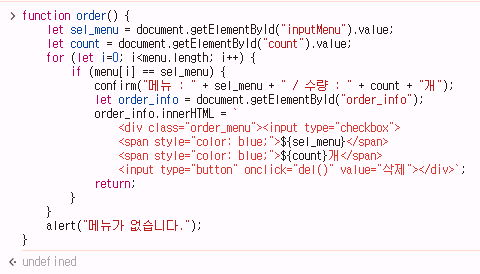 function order() {
    let sel_menu = document.getElementById("inputMenu").value;
    let count = document.getElementById("count").value;
    for (let i=0; i<menu.length; i++) {
        if (menu[i] == sel_menu) {
            confirm("메뉴 : " + sel_menu + " / 수량 : " + count + "개");
            let order_info = document.getElementById("order_info");
            order_info.innerHTML = `
                <div class="order_menu"><input type="checkbox">
                <span style="color: blue;">${sel_menu}</span>
                <span style="color: blue;">${count}개</span>
                <input type="button" onclick="del()" value="삭제"></div>`;
            return;
        }
    }
    alert("메뉴가 없습니다.");
}
undefined